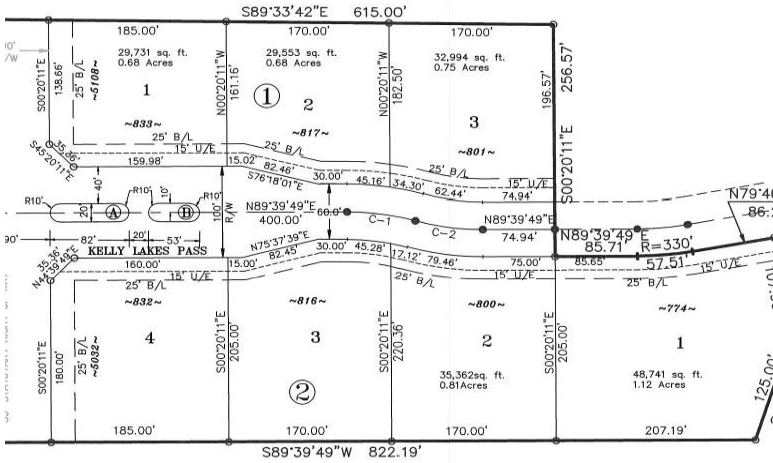 S89°33'42"E 615.00'
185.00'
170.00'
170.00'
29,731 sq. ft.
0.68 Acres
29,553 sq. ft.
0.68 Acres
32,994 sq. ft.
0.75 Acres
S00°20'11"E
138.66'
25' B/L
~5108~
1
N00°20'11"W
161.16'
1
2
N00°20'11"W
182.50'
3
196.57'
256.57'
S00°20'11"E
~833~
~817~
~801~
25' B/L
25' B/L
25' B/L
15' U/E
15' U/E
35.36'
S45°20'11"E
159.98'
15.02'
82.46'
S76°18'01"E
30.00'
45.16'
34.30'
62.44'
74.94'
R10'
40'
R10'
10'
R10'
20'
A
B
100'
R/W
N89°39'49"E
400.00'
60.0'
C-1
C-2
N89°39'49"E
74.94'
N89°39'49"E
85.71'
R=330'
57.51'
90'
82'
20'
53'
KELLY LAKES PASS
35.36'
N44°39'49"E
160.00'
15.00'
N75°37'39"E
82.45'
30.00'
45.28'
17.12'
79.46'
75.00'
85.65'
15' U/E
25' B/L
15' U/E
25' B/L
15' U/E
25' B/L
~832~
~816~
~800~
~774~
S00°20'11"E
180.00'
25' B/L
~5032~
4
S00°20'11"E
205.00'
3
2
S00°20'11"E
220.36'
2
35,362sq. ft.
0.81Acres
S00°20'11"E
205.00'
1
48,741 sq. ft.
1.12 Acres
125.00'
185.00'
170.00'
170.00'
207.19'
S89°39'49"W 822.19'